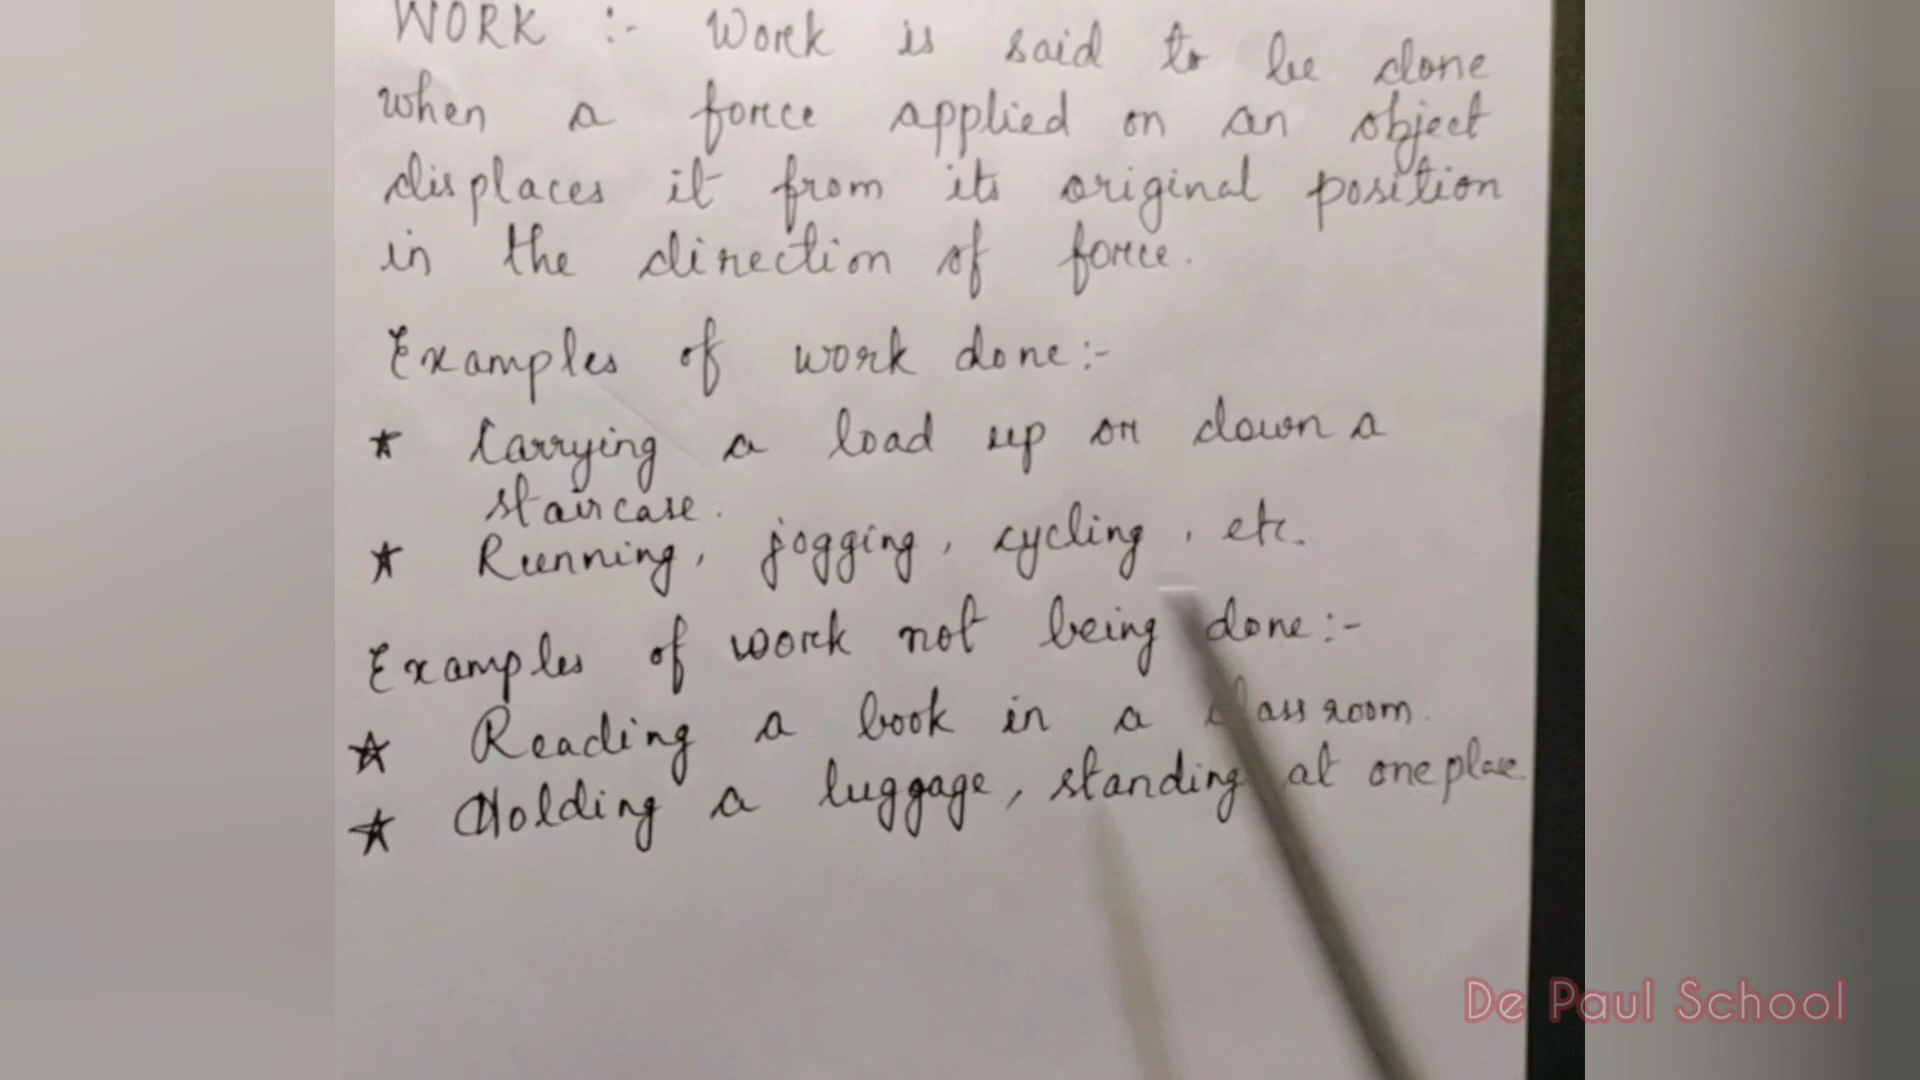 WORK :- Work is said to be done
when a force applied on an object
displaces it from its original position
in the direction of force.
Examples of work done:-
★ Carrying a load up or down a
staircase.
★ Running, jogging, cycling, etc.
Examples of work not being done:-
★ Reading a book in a classroom.
★ Holding a luggage, standing at one place.
De Paul School